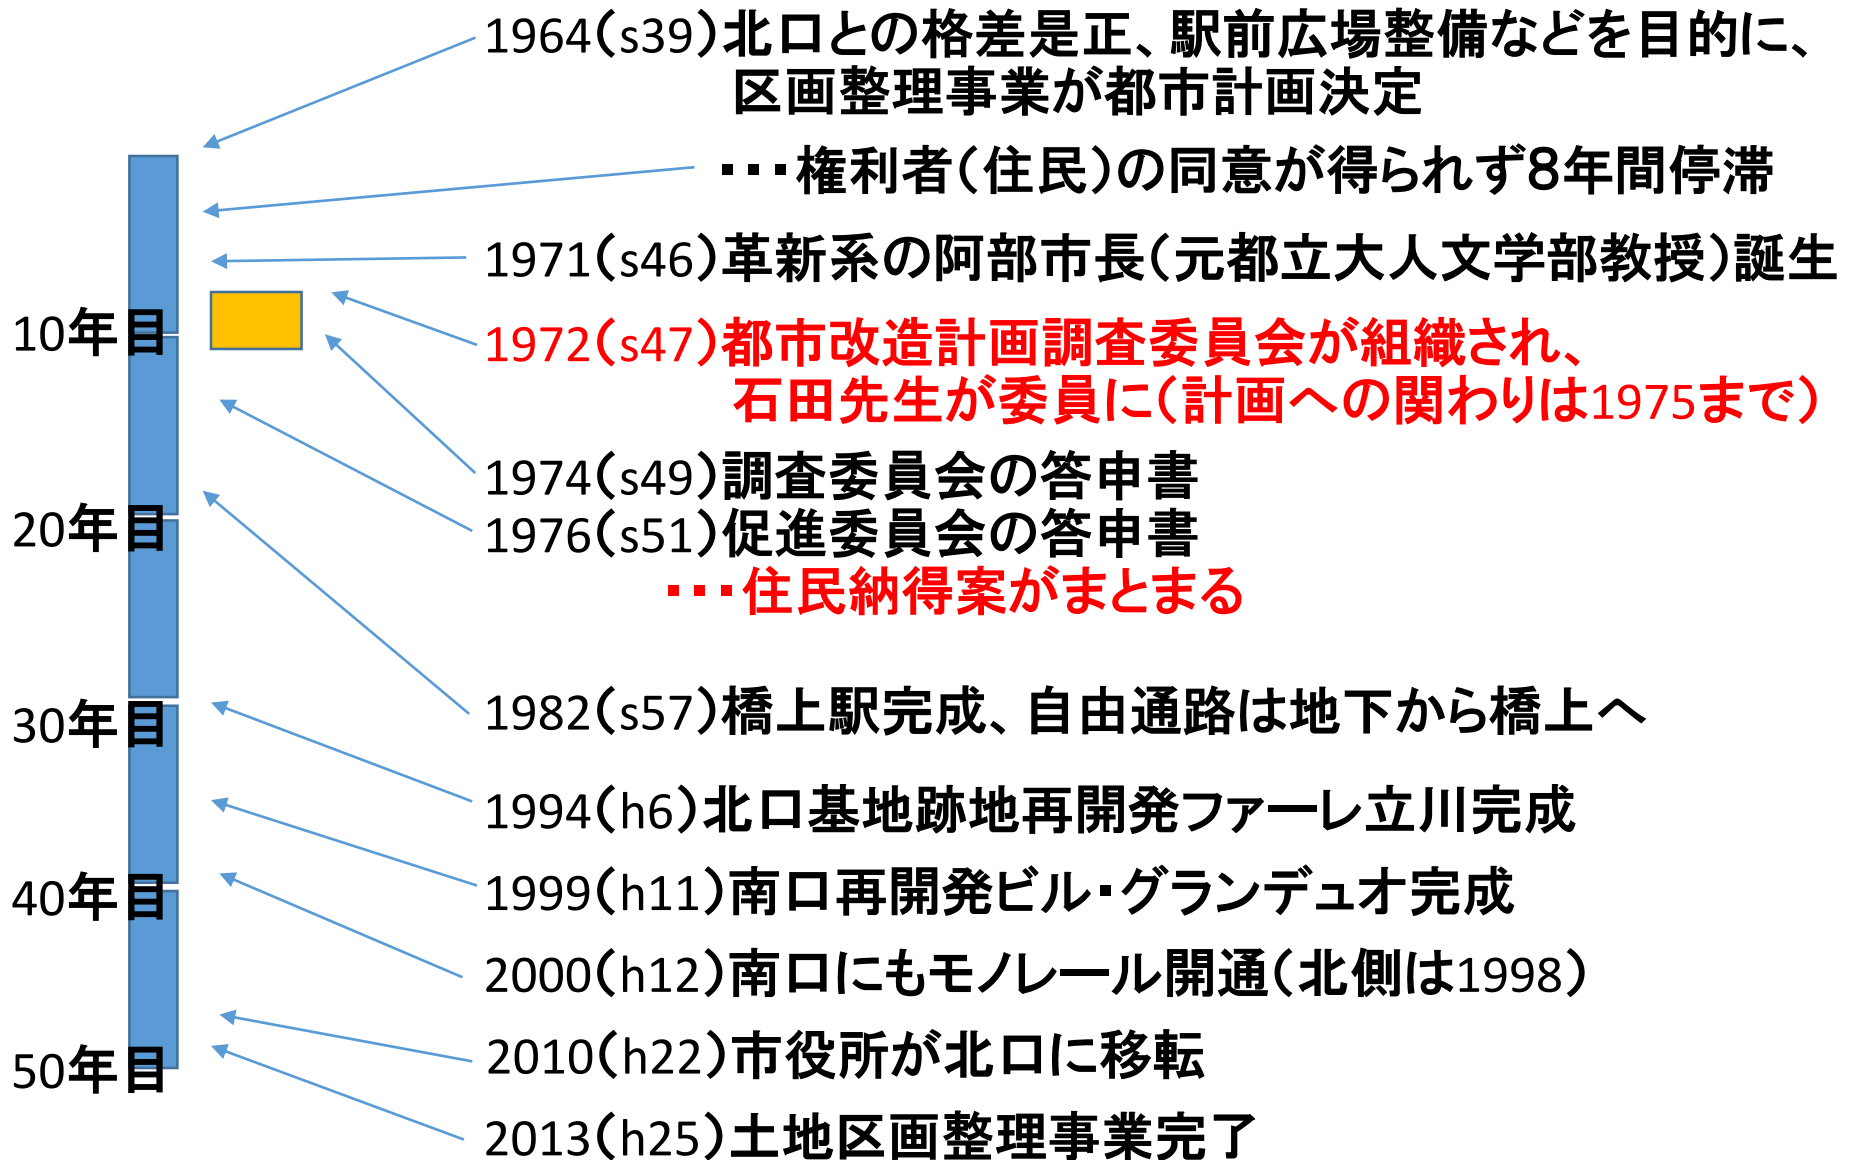 1964(s39)北口との格差是正、駅前広場整備などを目的に、
区画整理事業が都市計画決定
・・・権利者(住民)の同意が得られず8年間停滞
1971(s46)革新系の阿部市長(元都立大人文学部教授)誕生
10年目
1972(s47)都市改造計画調査委員会が組織され、
石田先生が委員に(計画への関わりは1975まで)
1974(s49)調査委員会の答申書
20年目
1976(s51)促進委員会の答申書
・・・住民納得案がまとまる
30年目
1982(s57)橋上駅完成、自由通路は地下から橋上へ
1994(h6)北口基地跡地再開発ファーレ立川完成
40年目
1999(h11)南口再開発ビル・グランデュオ完成
2000(h12)南口にもモノレール開通(北側は1998)
50年目
2010(h22)市役所が北口に移転
2013(h25)土地区画整理事業完了